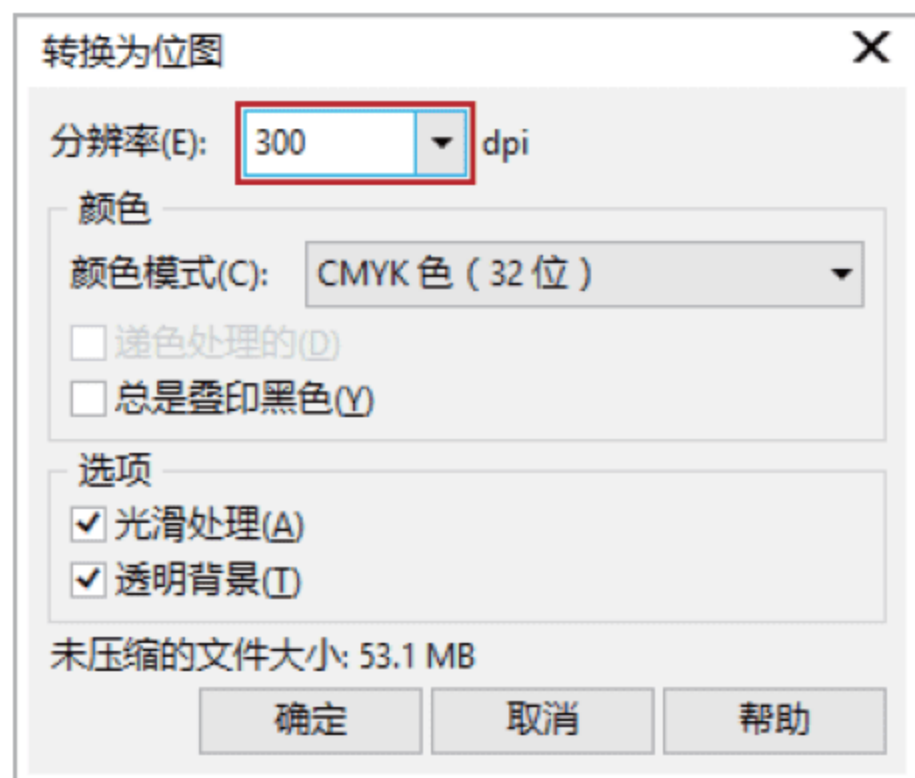 转换为位图
分辨率(E): 300 dpi
颜色
颜色模式(C): CMYK 色 ( 32 位 )
递色处理的(D)
总是叠印黑色(Y)
选项
光滑处理(A)
透明背景(T)
未压缩的文件大小: 53.1 MB
确定 取消 帮助